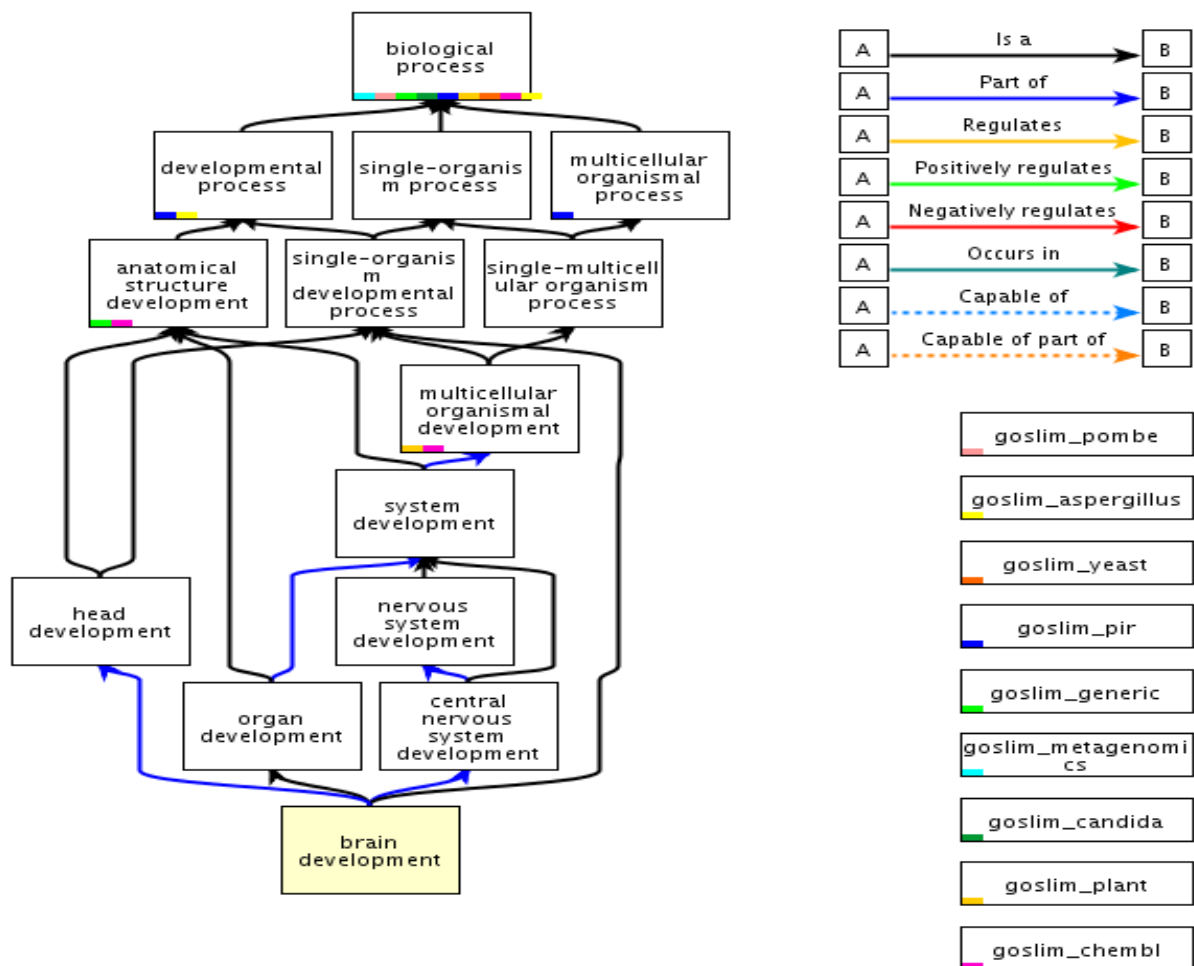 biological
process
developmental
process
single-organis
m process
multicellular
organismal
process
anatomical
structure
development
single-organis
m
developmental
process
single-multicell
ular organism
process
multicellular
organismal
development
system
development
head
development
nervous
system
development
organ
development
central
nervous
system
development
brain
development
A Is a B
A Part of B
A Regulates B
A Positively regulates B
A Negatively regulates B
A Occurs in B
A Capable of B
A Capable of part of B
goslim_pombe
goslim_aspergillus
goslim_yeast
goslim_pir
goslim_generic
goslim_metagenomi
cs
goslim_candida
goslim_plant
goslim_chembl